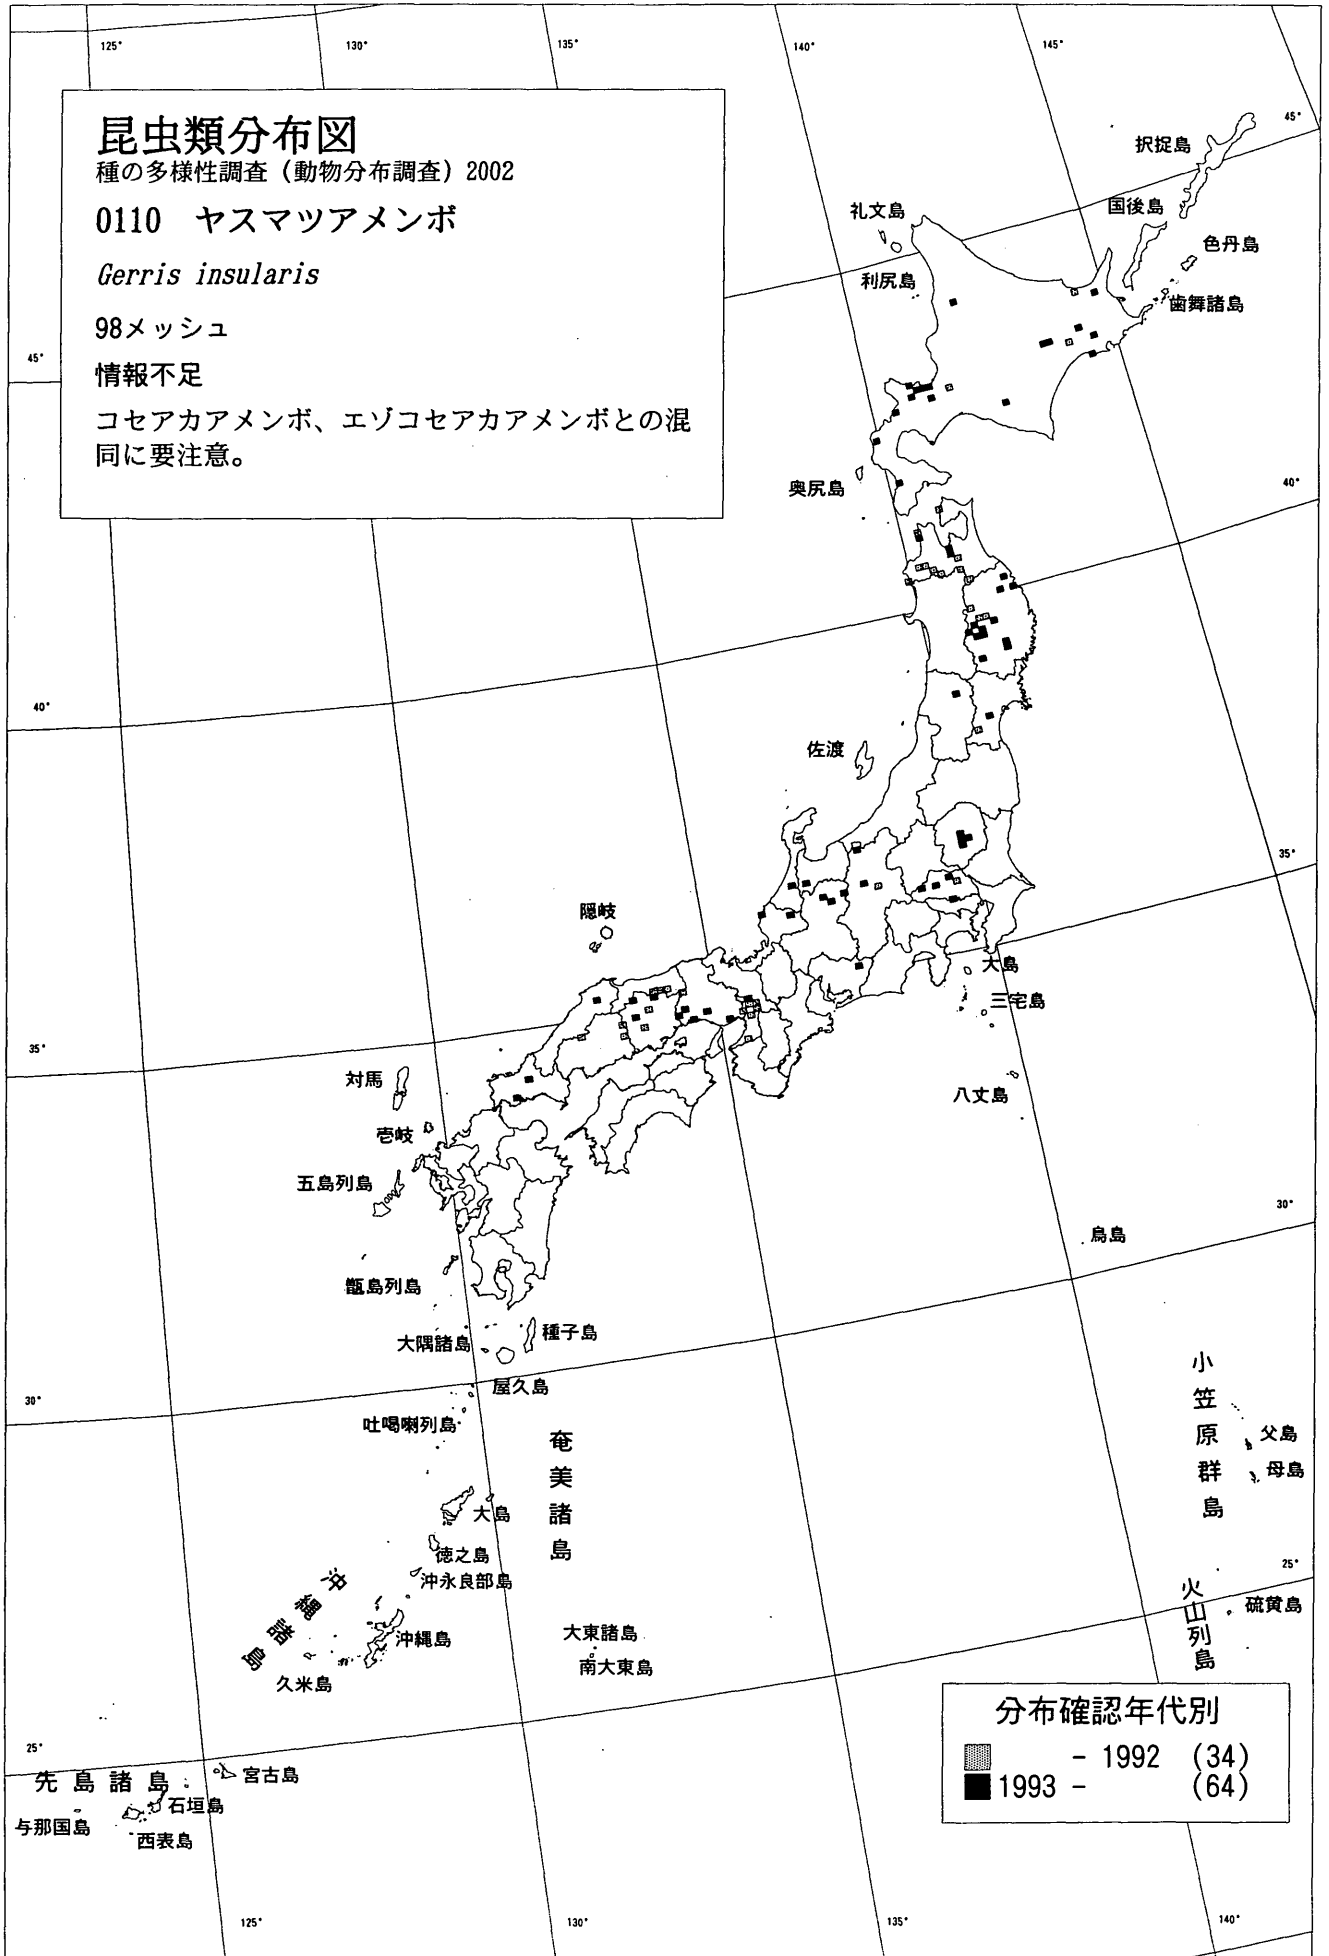 125°
130°
135°
140°
145°
昆虫類分布図
種の多様性調査（動物分布調査）2002
0110　ヤスマツアメンボ
Gerris insularis
98メッシュ
情報不足
コセアカアメンボ、エゾコセアカアメンボとの混
同に要注意。
45°
択捉島
国後島
礼文島
色丹島
利尻島
歯舞諸島
45°
奥尻島
40°
40°
佐渡
35°
隠岐
大島
三宅島
35°
対馬
八丈島
壱岐
五島列島
30°
鳥島
甑島列島
種子島
大隅諸島
屋久島
30°
吐噶喇列島
奄美諸島
小笠原群島
父島
母島
大島
徳之島
沖永良部島
25°
沖縄諸島
火山列島
硫黄島
沖縄島
大東諸島
南大東島
久米島
分布確認年代別
- 1992 (34)
1993 - (64)
25°
先島諸島
宮古島
石垣島
与那国島
西表島
125°
130°
135°
140°